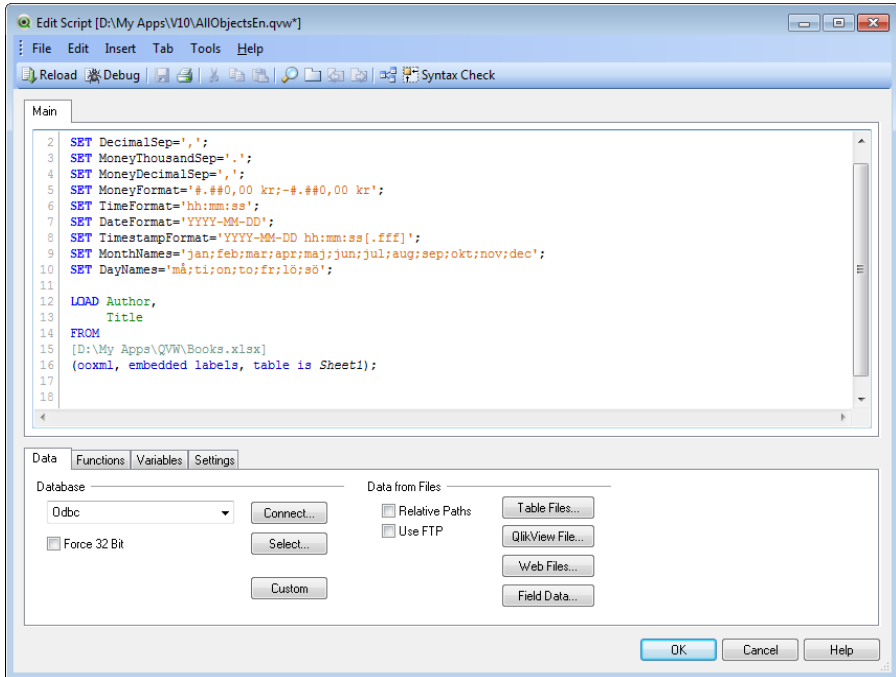 Edit Script [D:\My Apps\V10\AllObjectsEn.qvw*]
File Edit Insert Tab Tools Help
Reload Debug Syntax Check
Main
2 SET DecimalSep=',';
3 SET MoneyThousandSep='.';
4 SET MoneyDecimalSep=',';
5 SET MoneyFormat='#.##0,00 kr;-#.##0,00 kr';
6 SET TimeFormat='hh:mm:ss';
7 SET DateFormat='YYYY-MM-DD';
8 SET TimestampFormat='YYYY-MM-DD hh:mm:ss[.fff]';
9 SET MonthNames='jan;feb;mar;apr;maj;jun;jul;aug;sep;okt;nov;dec';
10 SET DayNames='må;ti;on;to;fr;lö;sö';
11
12 LOAD Author,
13 Title
14 FROM
15 [D:\My Apps\QVW\Books.xlsx]
16 (ooxml, embedded labels, table is Sheet1);
17
18
Data Functions Variables Settings
Database Data from Files
Odbc Connect... Relative Paths Table Files...
Force 32 Bit Select... Use FTP QlikView File...
Web Files...
Custom Field Data...
OK Cancel Help